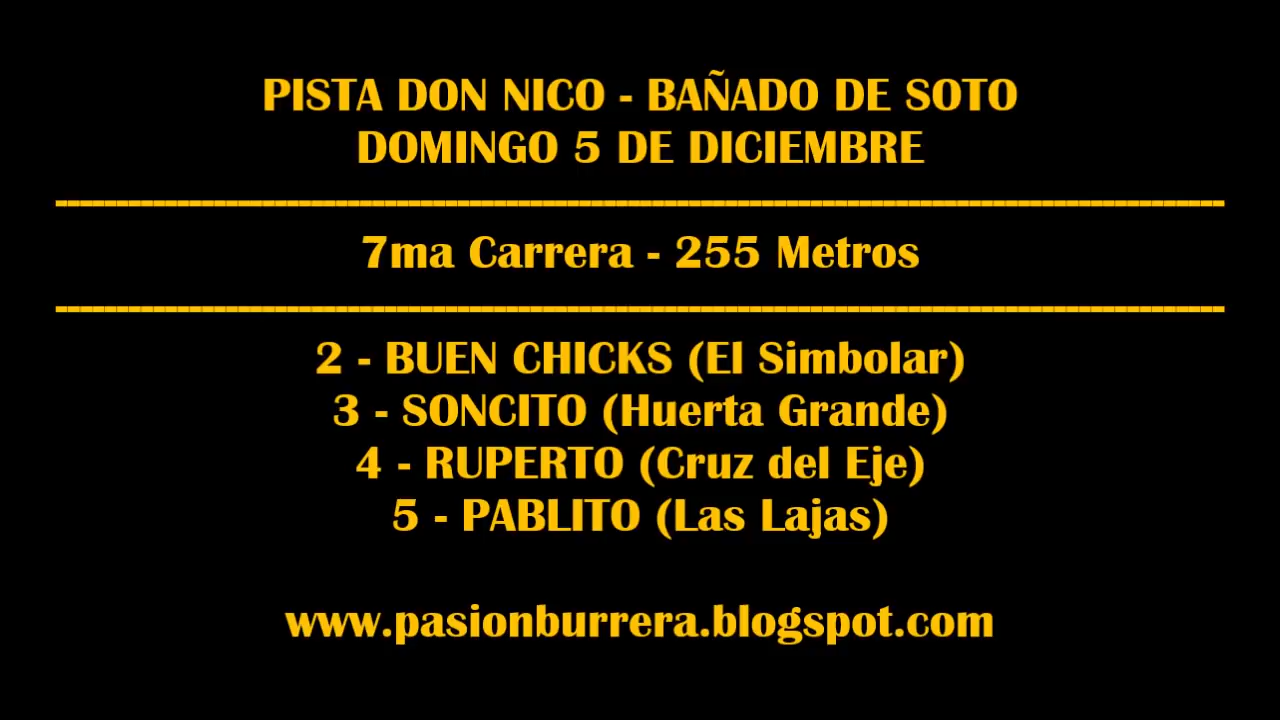 PISTA DON NICO - BAÑADO DE SOTO
DOMINGO 5 DE DICIEMBRE
7ma Carrera - 255 Metros
2 - BUEN CHICKS (El Simbolar)
3 - SONCITO (Huerta Grande)
4 - RUPERTO (Cruz del Eje)
5 - PABLITO (Las Lajas)
www.pasionburrera.blogspot.com